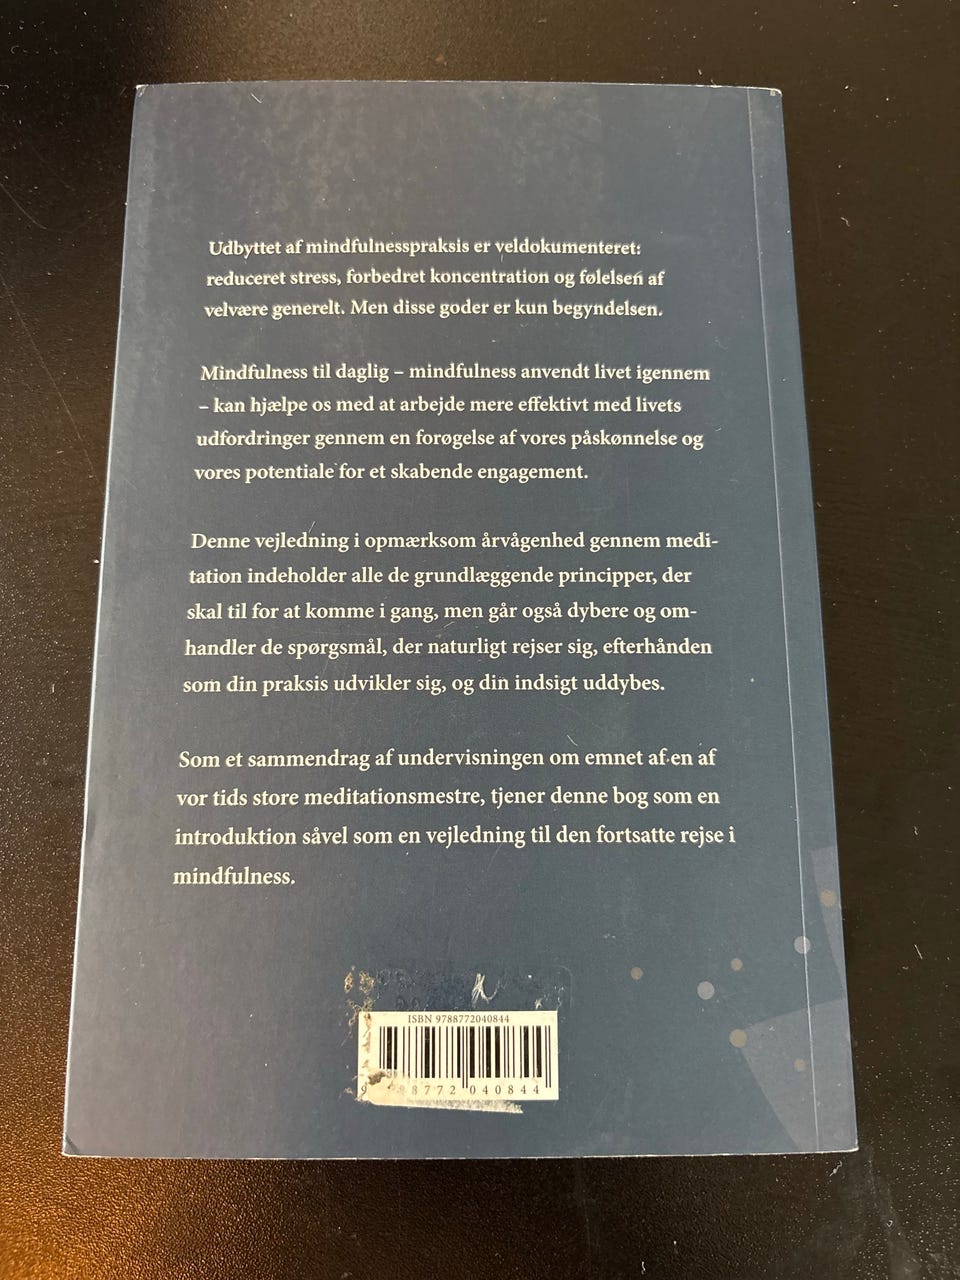 Udbyttet af mindfulnesspraksis er veldokumenteret:
reduceret stress, forbedret koncentration og følelsen af
velvære generelt. Men disse goder er kun begyndelsen.
Mindfulness til daglig – mindfulness anvendt livet igennem
– kan hjælpe os med at arbejde mere effektivt med livets
udfordringer gennem en forøgelse af vores påskønnelse og
vores potentiale for et skabende engagement.
Denne vejledning i opmærksom årvågenhed gennem medi-
tation indeholder alle de grundlæggende principper, der
skal til for at komme i gang, men går også dybere og om-
handler de spørgsmål, der naturligt rejser sig, efterhånden
som din praksis udvikler sig, og din indsigt uddybes.
Som et sammendrag af undervisningen om emnet af en af
vor tids store meditationsmestre, tjener denne bog som en
introduktion såvel som en vejledning til den fortsatte rejse i
mindfulness.
ISBN 9788772040844
9 88772 040844